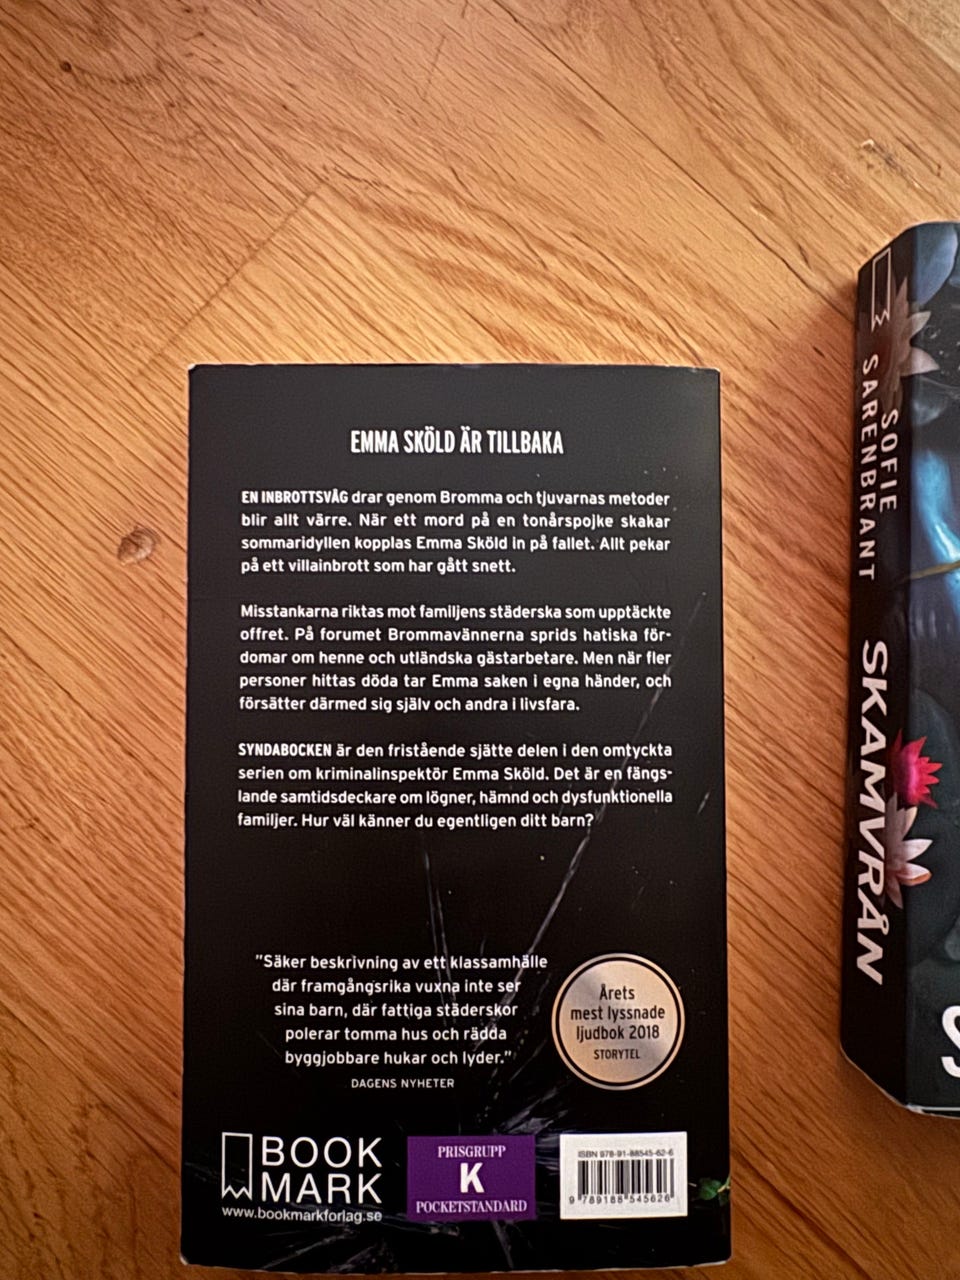 EMMA SKÖLD ÄR TILLBAKA
EN INBROTTSVÅG drar genom Bromma och tjuvarnas metoder
blir allt värre. När ett mord på en tonårspojke skakar
sommaridyllen kopplas Emma Sköld in på fallet. Allt pekar
på ett villainbrott som har gått snett.
Misstankarna riktas mot familjens städerska som upptäckte
offret. På forumet Brommavännerna sprids hatiska för-
domar om henne och utländska gästarbetare. Men när fler
personer hittas döda tar Emma saken i egna händer, och
försätter därmed sig själv och andra i livsfara.
SYNDABOCKEN är den fristående sjätte delen i den omtyckta
serien om kriminalinspektör Emma Sköld. Det är en fängs-
lande samtidsdeckare om lögner, hämnd och dysfunktionella
familjer. Hur väl känner du egentligen ditt barn?
"Säker beskrivning av ett klassamhälle
där framgångsrika vuxna inte ser
sina barn, där fattiga städerskor
polerar tomma hus och rädda
byggjobbare hukar och lyder."
DAGENS NYHETER
Årets
mest lyssnade
ljudbok 2018
STORYTEL
BOOK
MARK
www.bookmarkforlag.se
PRISGRUPP
K
POCKETSTANDARD
ISBN 978-91-88545-62-6
9 789188 545626
SOFIE
SARENBRANT
SKAMVRÅN
S